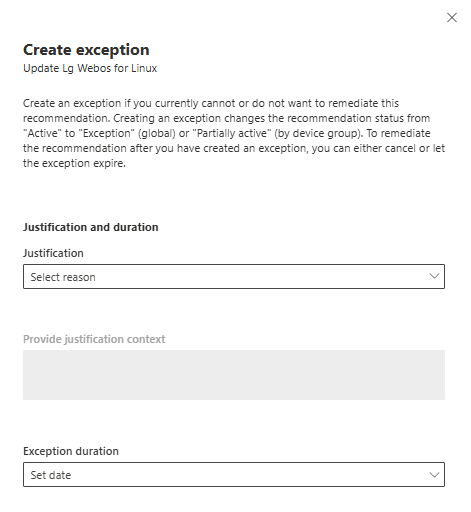 Create exception
Update Lg Webos for Linux
Create an exception if you currently cannot or do not want to remediate this
recommendation. Creating an exception changes the recommendation status from
"Active" to "Exception" (global) or "Partially active" (by device group). To remediate
the recommendation after you have created an exception, you can either cancel or let
the exception expire.
Justification and duration
Justification
Select reason
Provide justification context
Exception duration
Set date